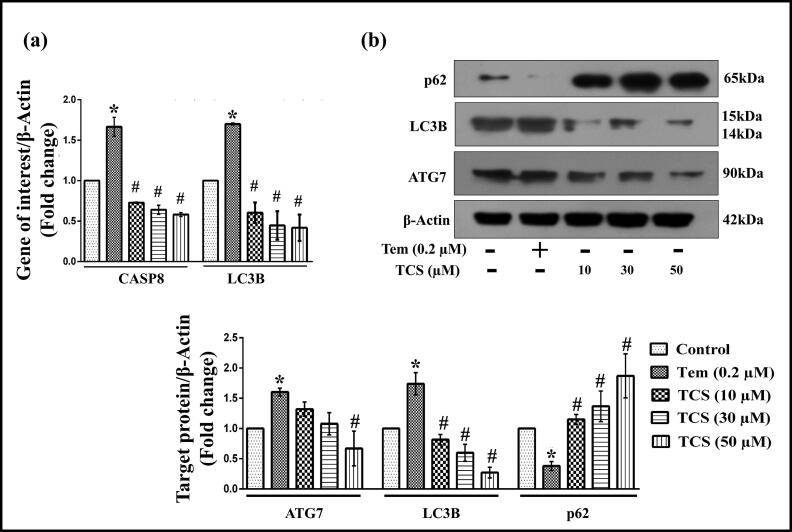 (a)
Gene of interest/β-Actin
(Fold change)
2.0
1.5
1.0
0.5
0.0
*
# # #
*
# # #
CASP8 LC3B
(b)
p62 65kDa
LC3B 15kDa
14kDa
ATG7 90kDa
β-Actin 42kDa
Tem (0.2 µM) - + - - -
TCS (µM) - - 10 30 50
Target protein/β-Actin
(Fold change)
2.5
2.0
1.5
1.0
0.5
0.0
*
#
*
# # #
*
# # #
ATG7 LC3B p62
Control
Tem (0.2 µM)
TCS (10 µM)
TCS (30 µM)
TCS (50 µM)